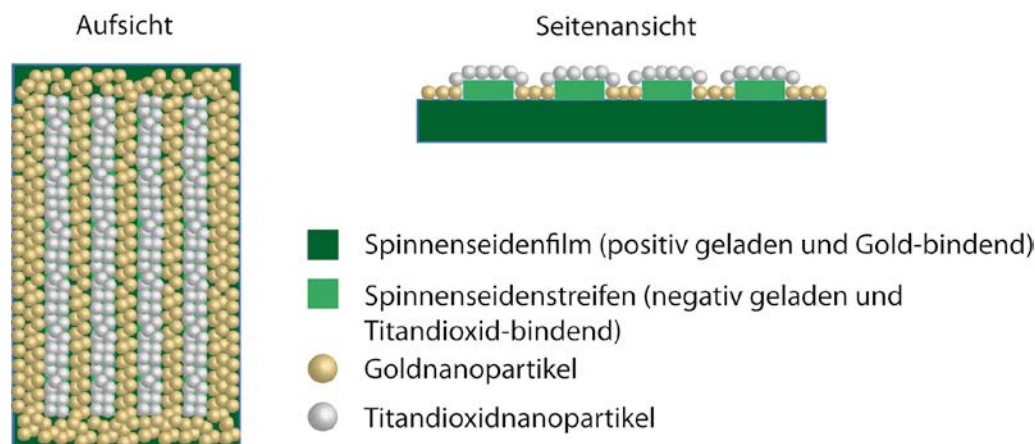 Aufsicht
Seitenansicht
Spinnenseidenfilm (positiv geladen und Gold-bindend)
Spinnenseidenstreifen (negativ geladen und
Titandioxid-bindend)
Goldnanopartikel
Titandioxidnanopartikel